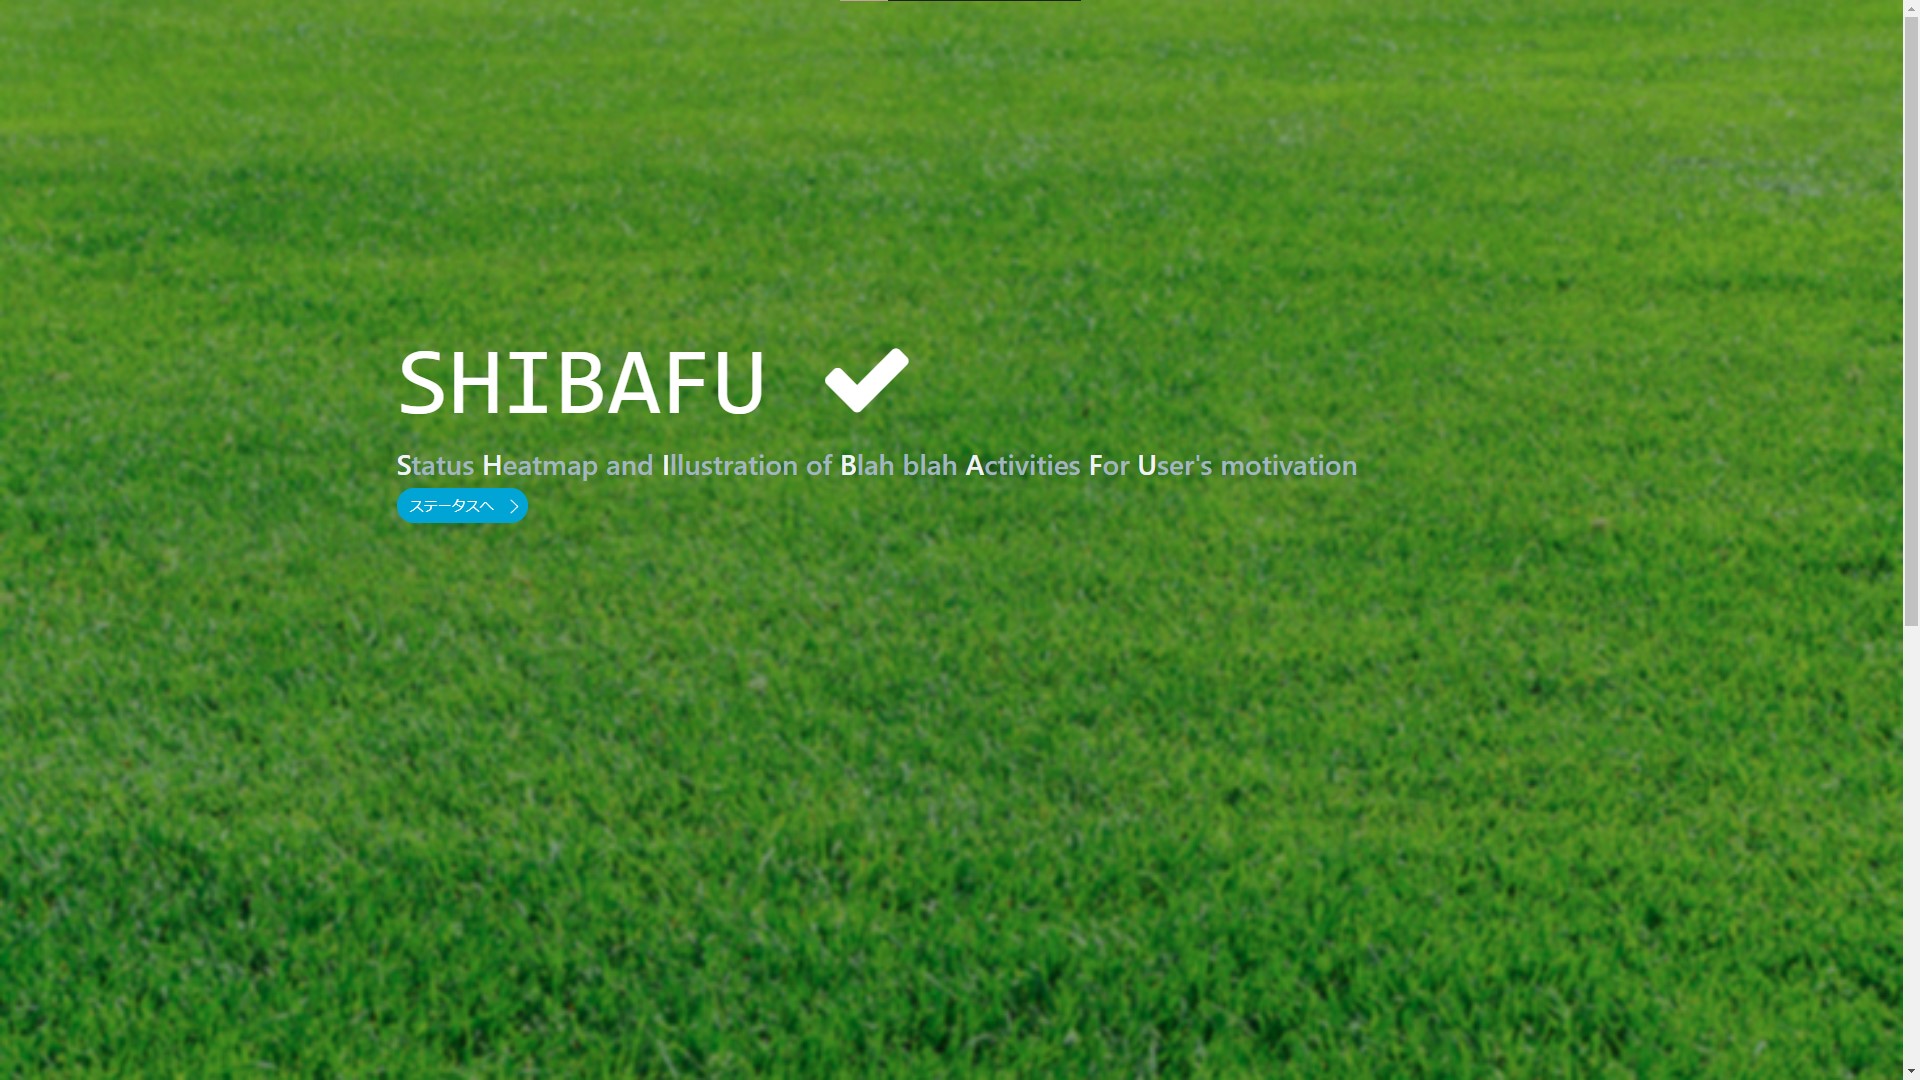 SHIBAFU
Status Heatmap and Illustration of Blah blah Activities For User's motivation
ステータスへ